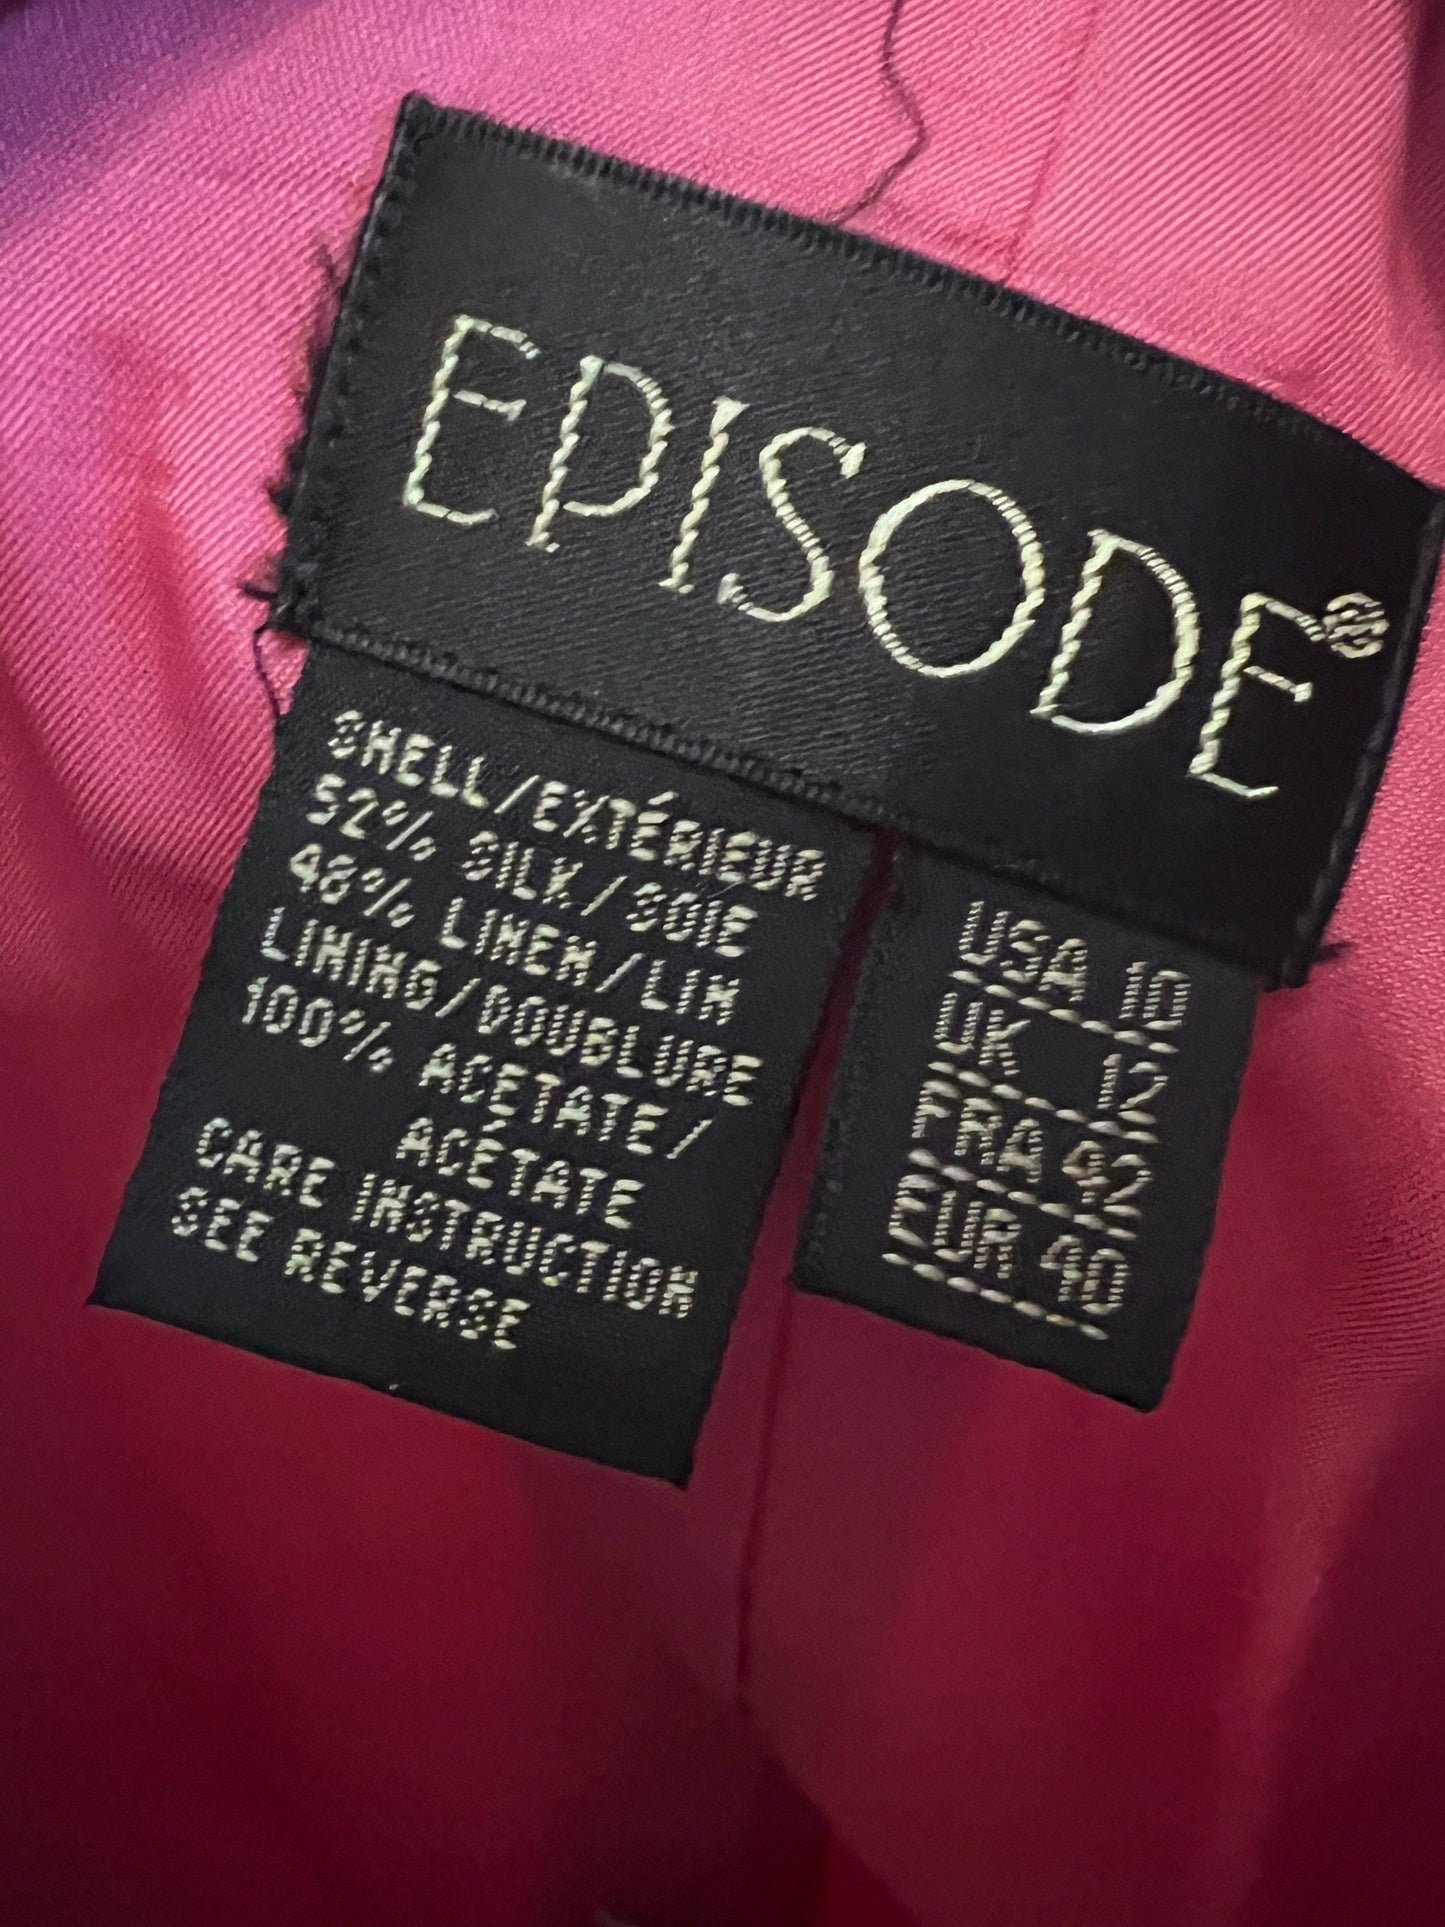 EPISODE®
SHELL/EXTÉRIEUR
52% SILK/SOIE
48% LINEN/LIN
LINING/DOUBLURE
100% ACETATE/
ACÉTATE
CARE INSTRUCTION
SEE REVERSE
USA 10
UK 12
FRA 42
EUR 40